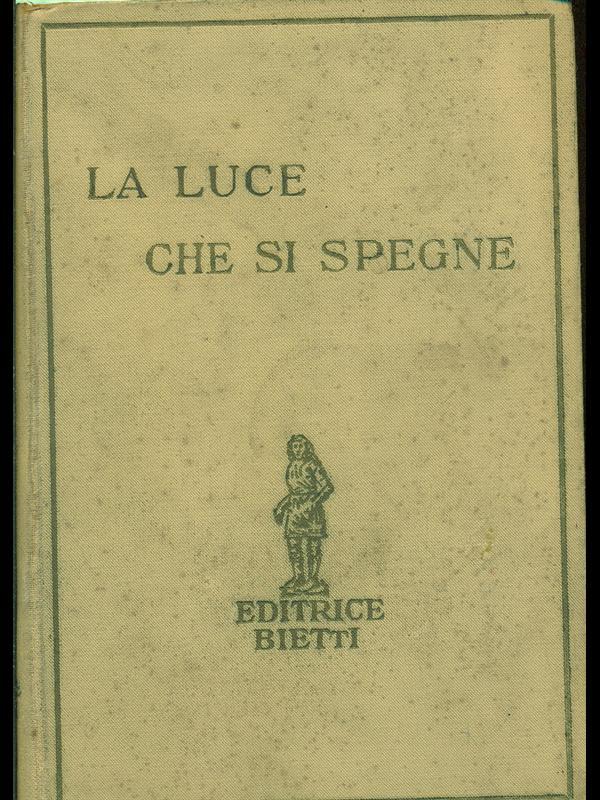 LA LUCE
CHE SI SPEGNE
EDITRICE
BIETTI